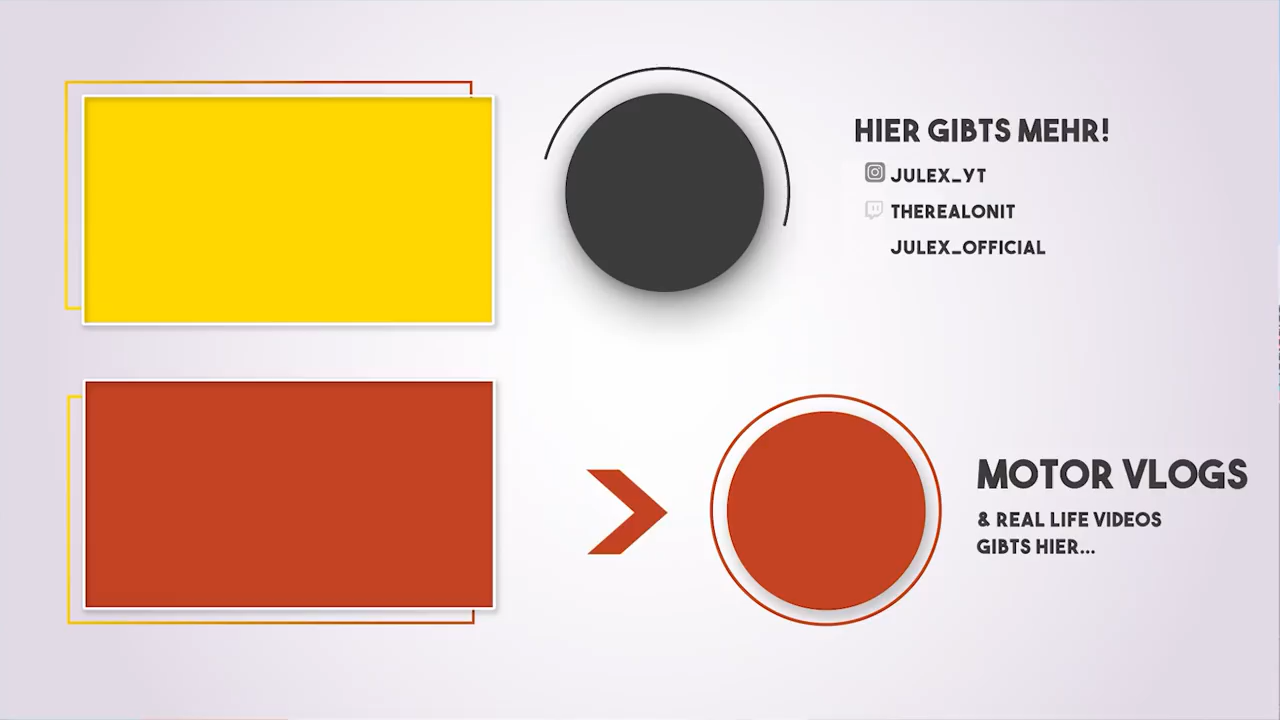 HIER GIBTS MEHR!
JULEX_YT
THEREALONIT
JULEX_OFFICIAL
MOTOR VLOGS
& REAL LIFE VIDEOS
GIBTS HIER...